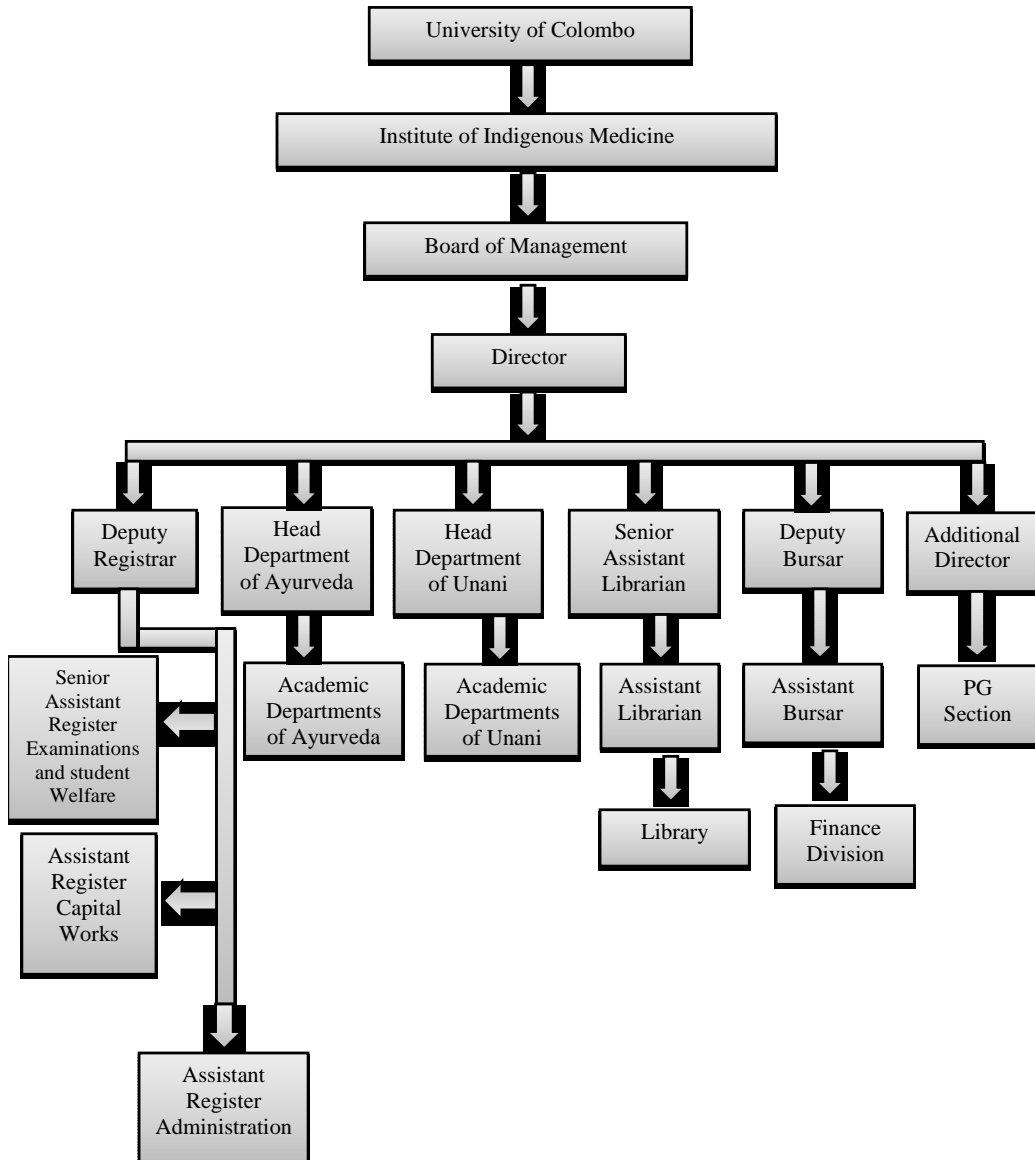 University of Colombo
Institute of Indigenous Medicine
Board of Management
Director
Deputy
Registrar
Head
Department
of Ayurveda
Head
Department
of Unani
Senior
Assistant
Librarian
Deputy
Bursar
Additional
Director
Senior
Assistant
Register
Examinations
and student
Welfare
Academic
Departments
of Ayurveda
Academic
Departments
of Unani
Assistant
Librarian
Assistant
Bursar
PG
Section
Library
Finance
Division
Assistant
Register
Capital
Works
Assistant
Register
Administration